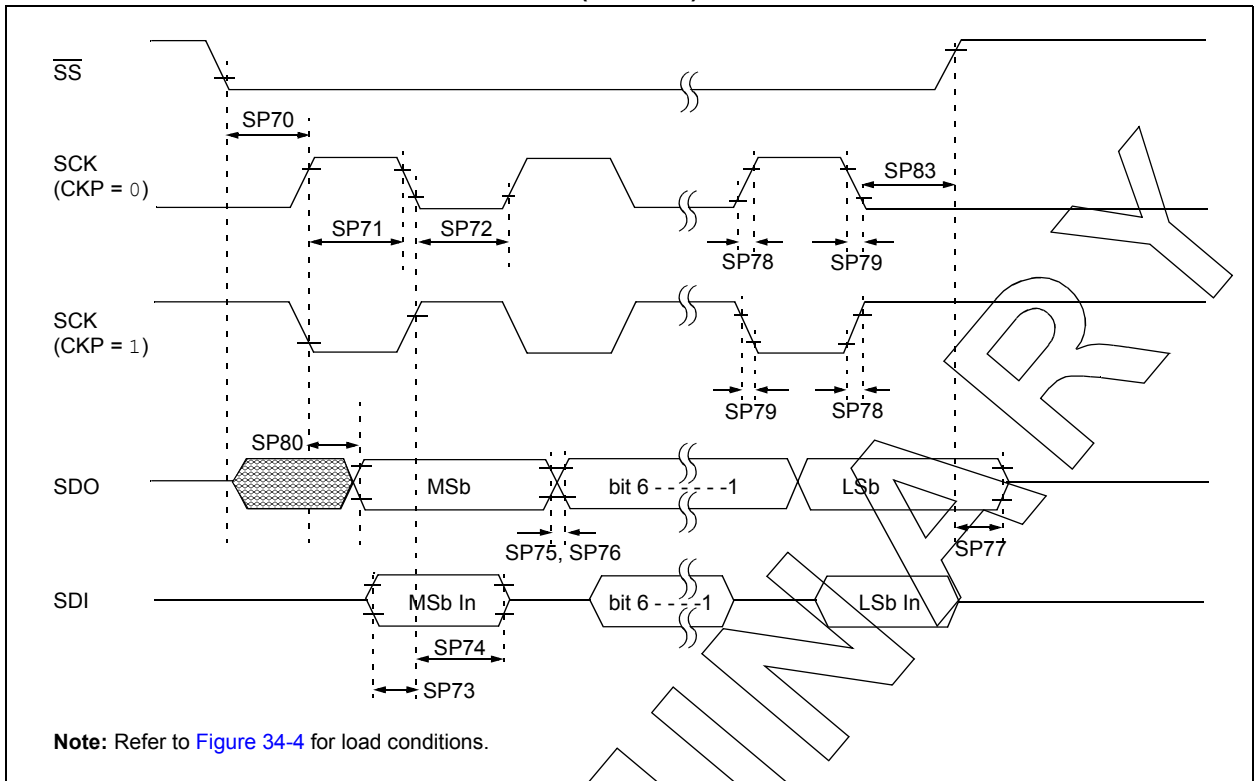 SS
SP70
SCK
(CKP = 0)
SP83
SP71
SP72
SP78
SP79
SCK
(CKP = 1)
SP79
SP78
SP80
SDO
MSb
bit 6 - - - - - -1
LSb
SP75, SP76
SP77
SDI
MSb In
bit 6 - - - -1
LSb In
SP74
SP73
Note: Refer to Figure 34-4 for load conditions.
INARY